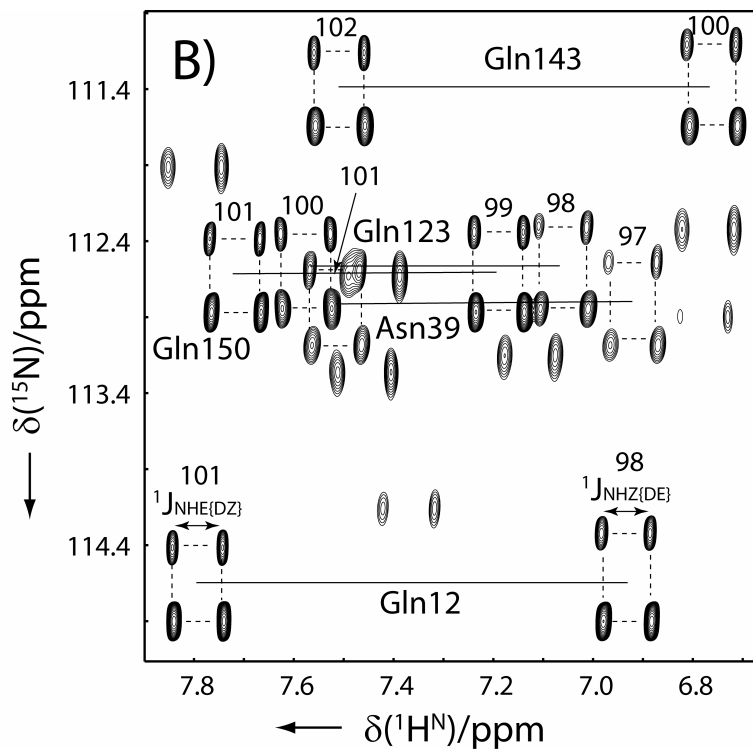 102
100
B)
Gln143
111.4
101
101
100
99
98
97
Gln123
112.4
Gln150
Asn39
113.4
101
98
¹J_NHE{DZ}
¹J_NHZ{DE}
114.4
Gln12
7.8
7.6
7.4
7.2
7.0
6.8
← δ(¹Hᴺ)/ppm
← δ(¹⁵N)/ppm